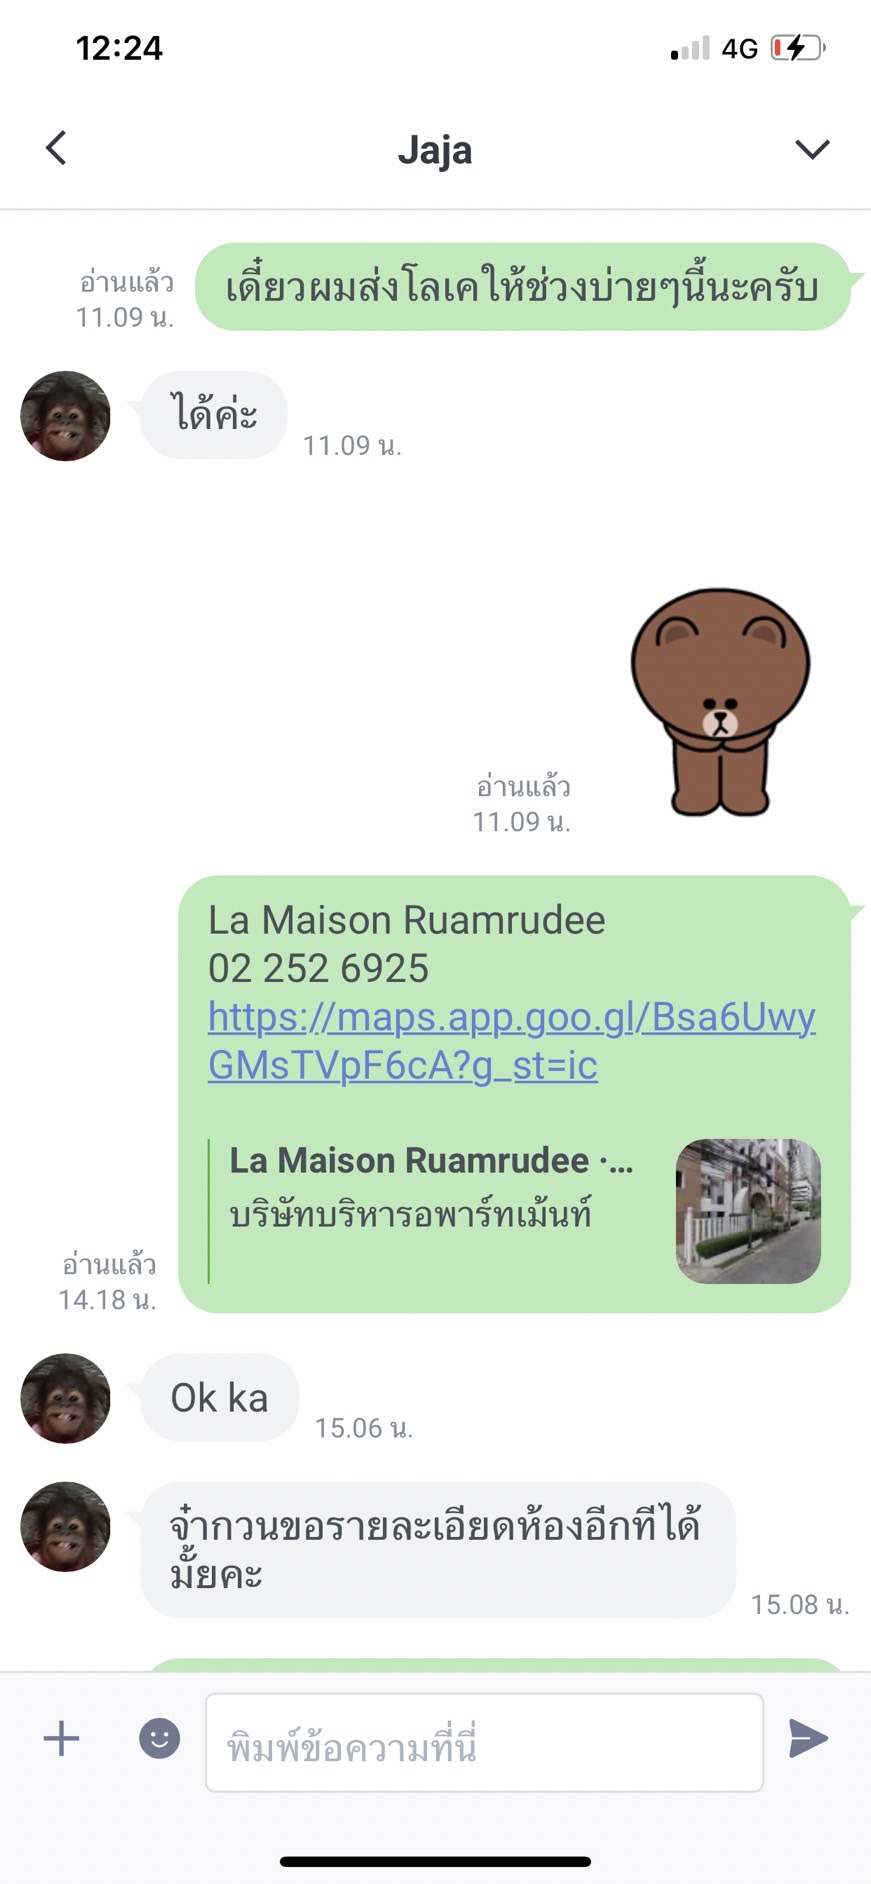 12:24
4G
Jaja
เดี๋ยวผมส่งโลเคให้ช่วงบ่ายๆนี้นะครับ
อ่านแล้ว
11.09 น.
ได้ค่ะ
11.09 น.
อ่านแล้ว
11.09 น.
La Maison Ruamrudee
02 252 6925
https://maps.app.goo.gl/Bsa6Uwy
GMsTVpF6cA?g_st=ic
La Maison Ruamrudee ·...
บริษัทบริหารอพาร์ทเม้นท์
อ่านแล้ว
14.18 น.
Ok ka
15.06 น.
จ๋ากวนขอรายละเอียดห้องอีกทีได้
มั้ยคะ
15.08 น.
พิมพ์ข้อความที่นี่